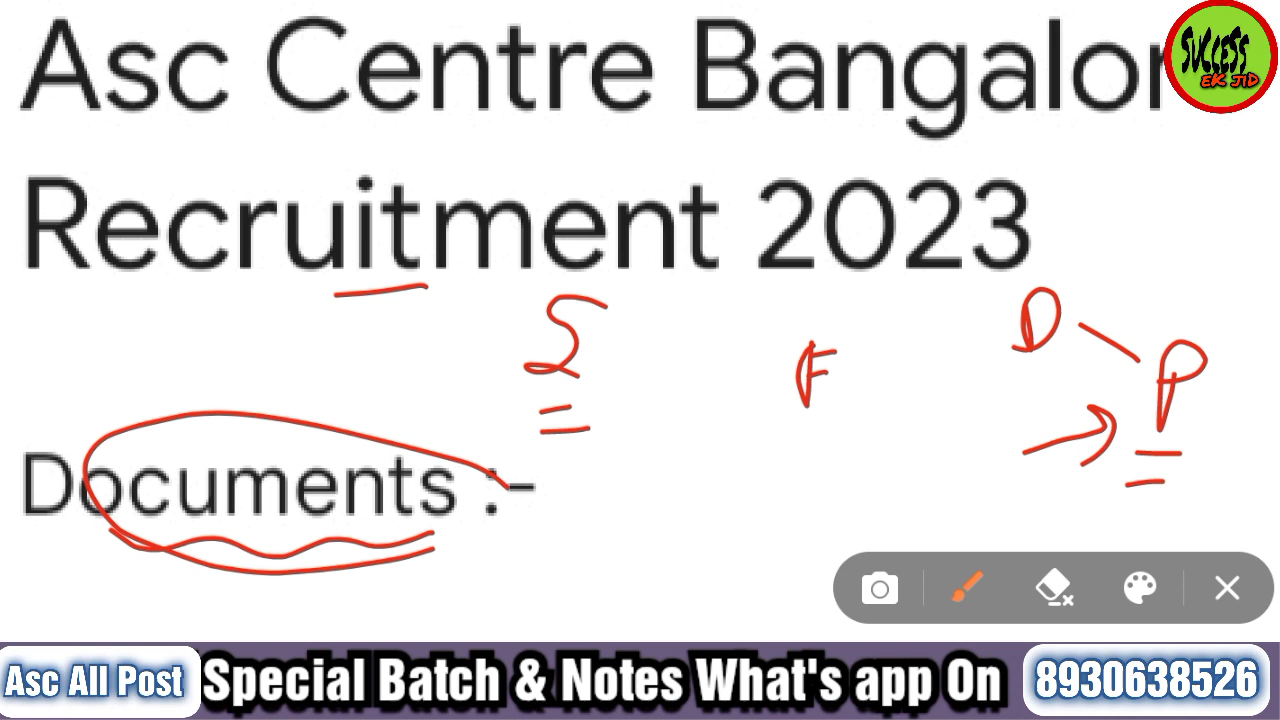 Asc Centre Bangalor
SUCCESS
EK JID
Recruitment 2023
S
F
D
P
Documents :-
Asc All Post
Special Batch & Notes What's app On
8930638526